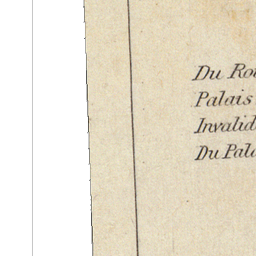 Du Ro
Palais
Invalid
Du Pal